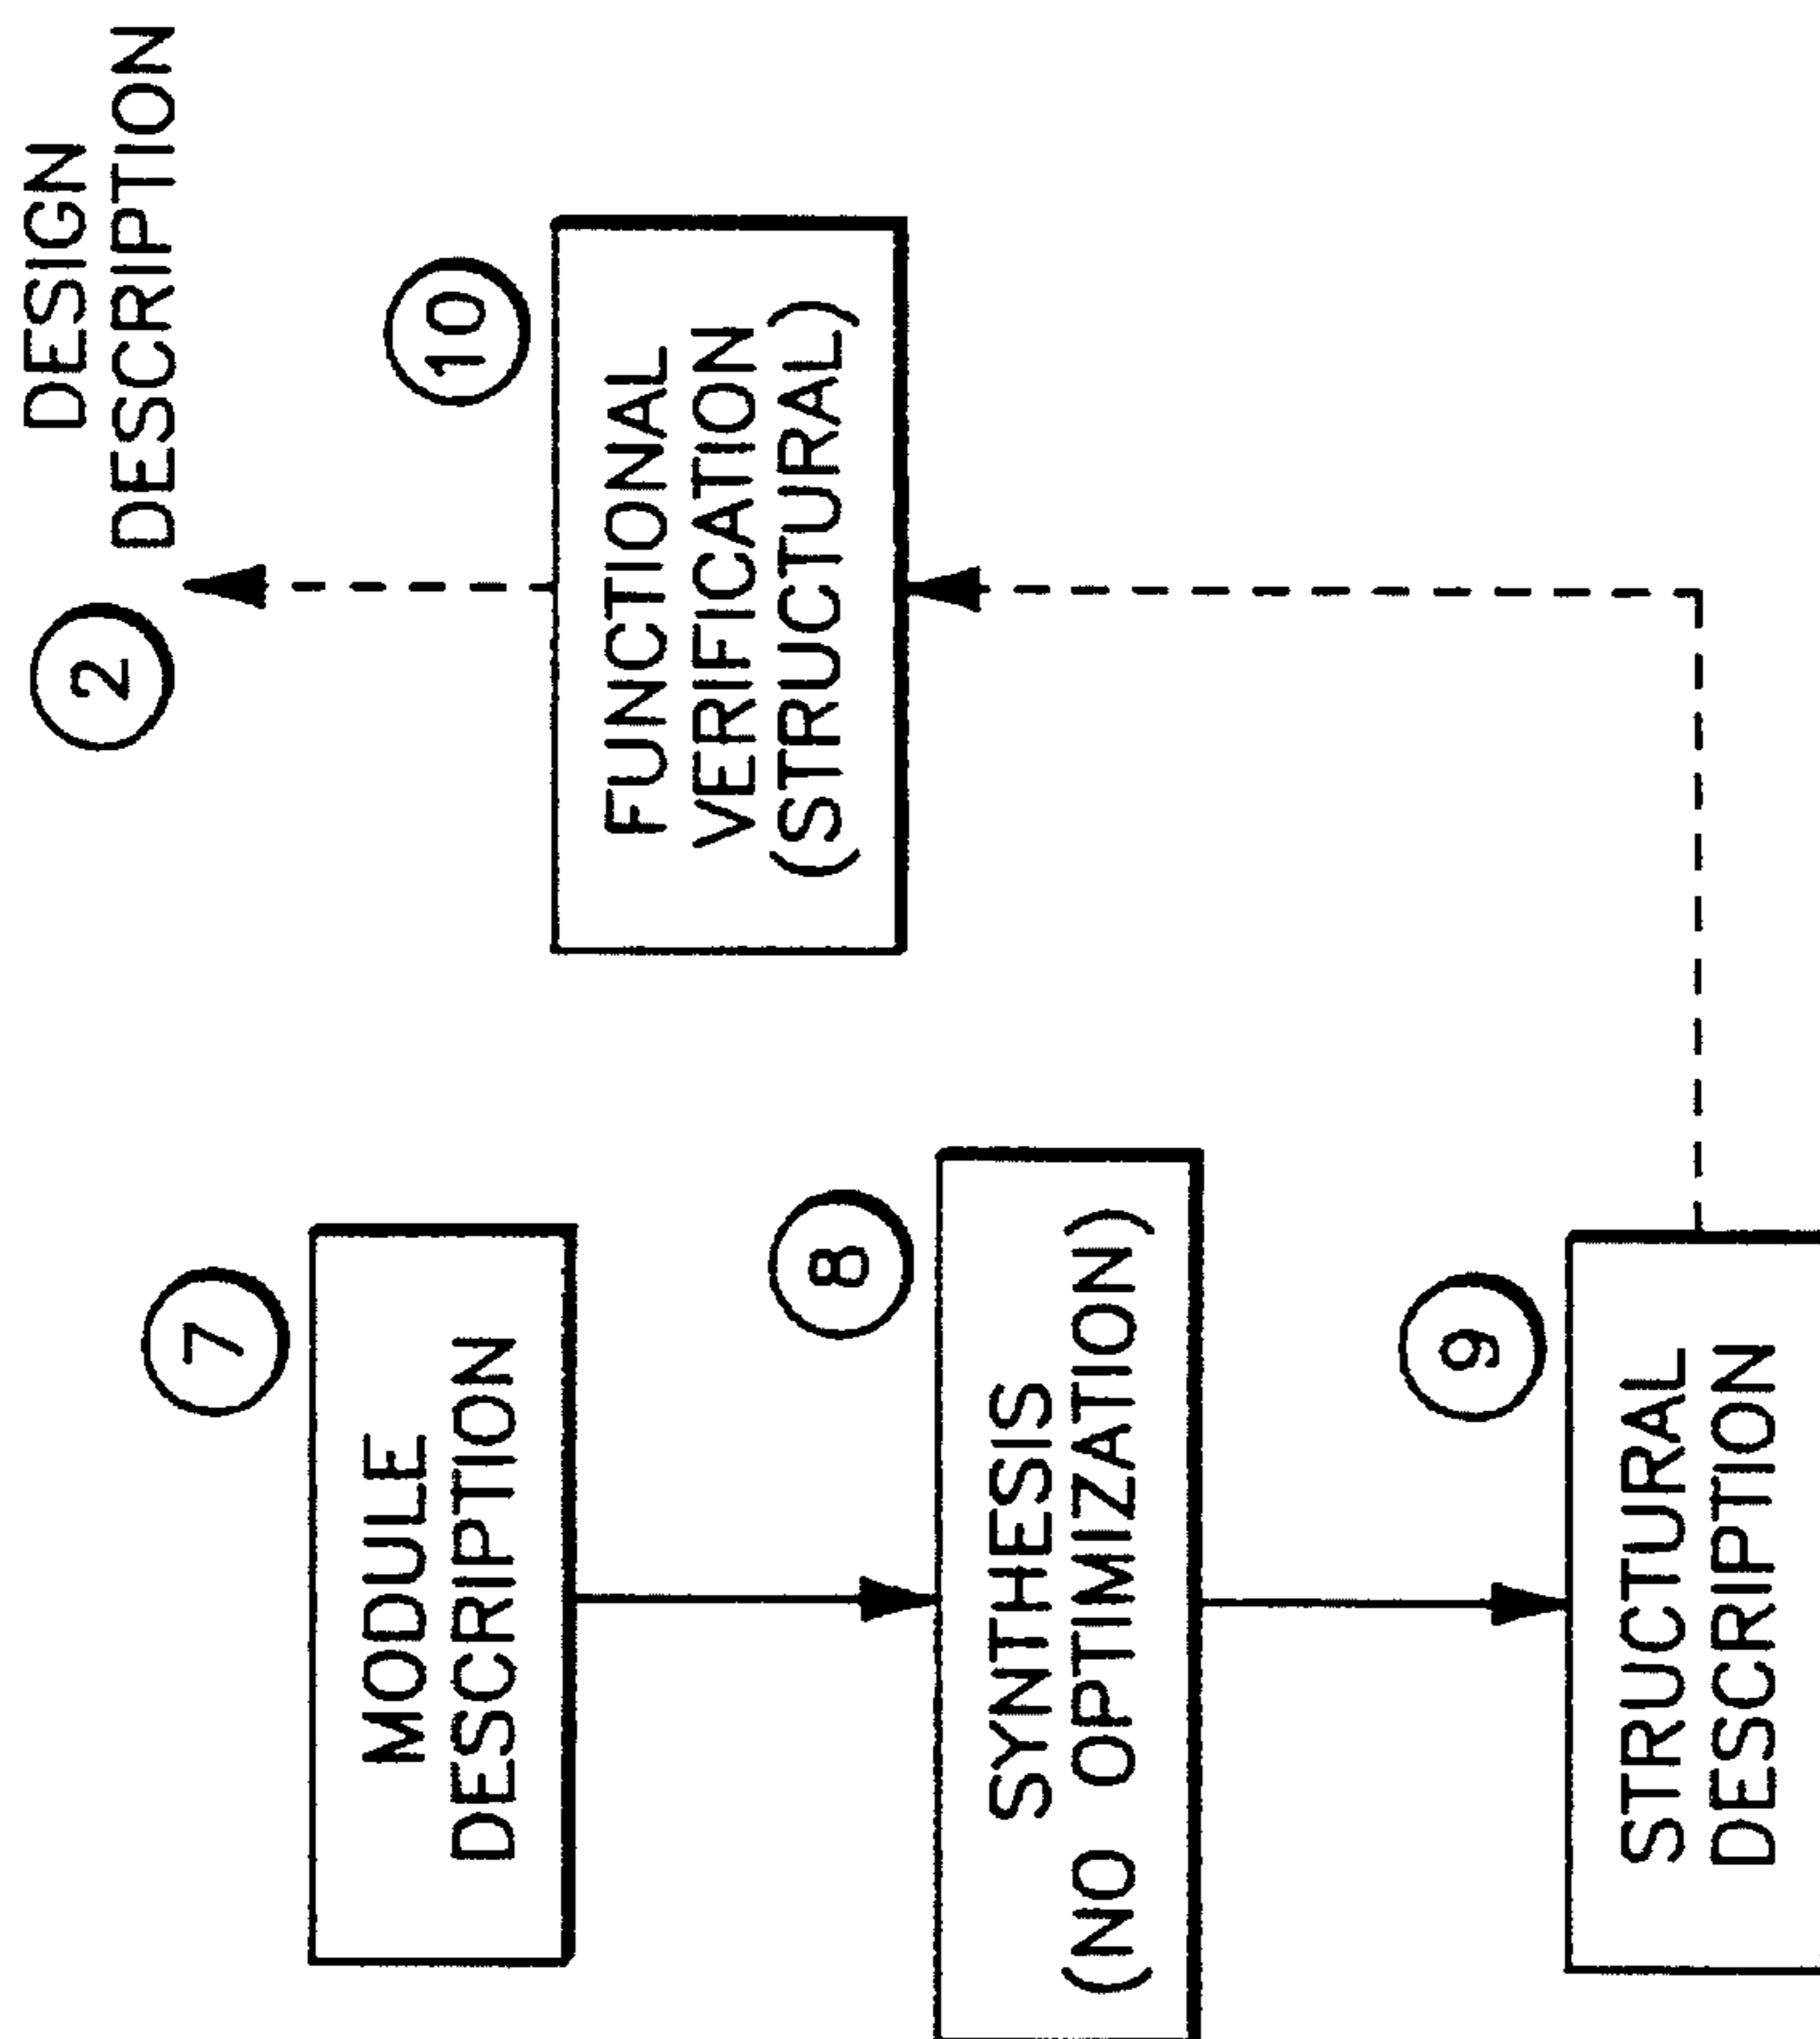 7
MODULE
DESCRIPTION
8
SYNTHESIS
(NO OPTIMIZATION)
9
STRUCTURAL
DESCRIPTION
2
DESIGN
DESCRIPTION
10
FUNCTIONAL
VERIFICATION
(STRUCTURAL)